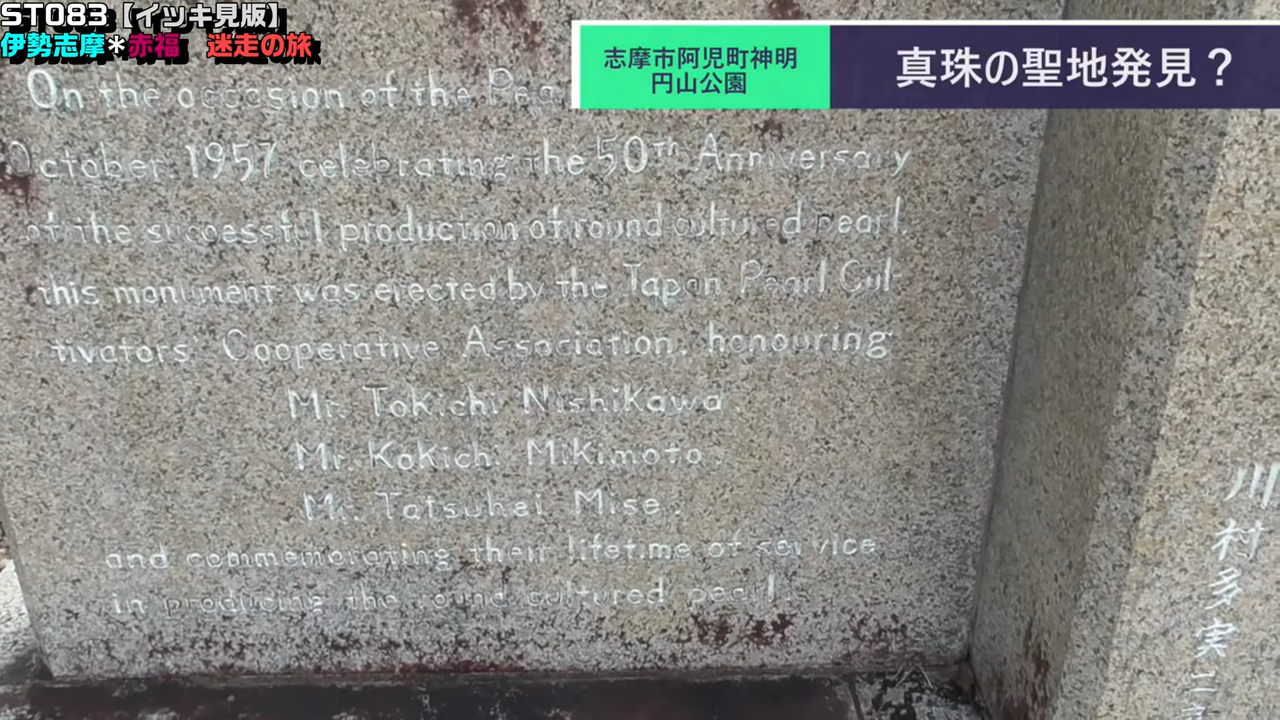 ST083【イッキ見版】
伊勢志摩*赤福 迷走の旅
志摩市阿児町神明
円山公園
真珠の聖地発見？
On the occasion of the
October 1957 celebrating the 50th Anniversary
of the successful production of round cultured pearl,
this monument was erected by the Japan Pearl Cul-
tivators' Cooperative Association, honouring
Mr. Tokichi Nishikawa
Mr. Kokichi Mikimoto,
Mr. Tatsuhei Mise,
and commemorating their lifetime of service
in producing the round cultured pearl.
川村多実二